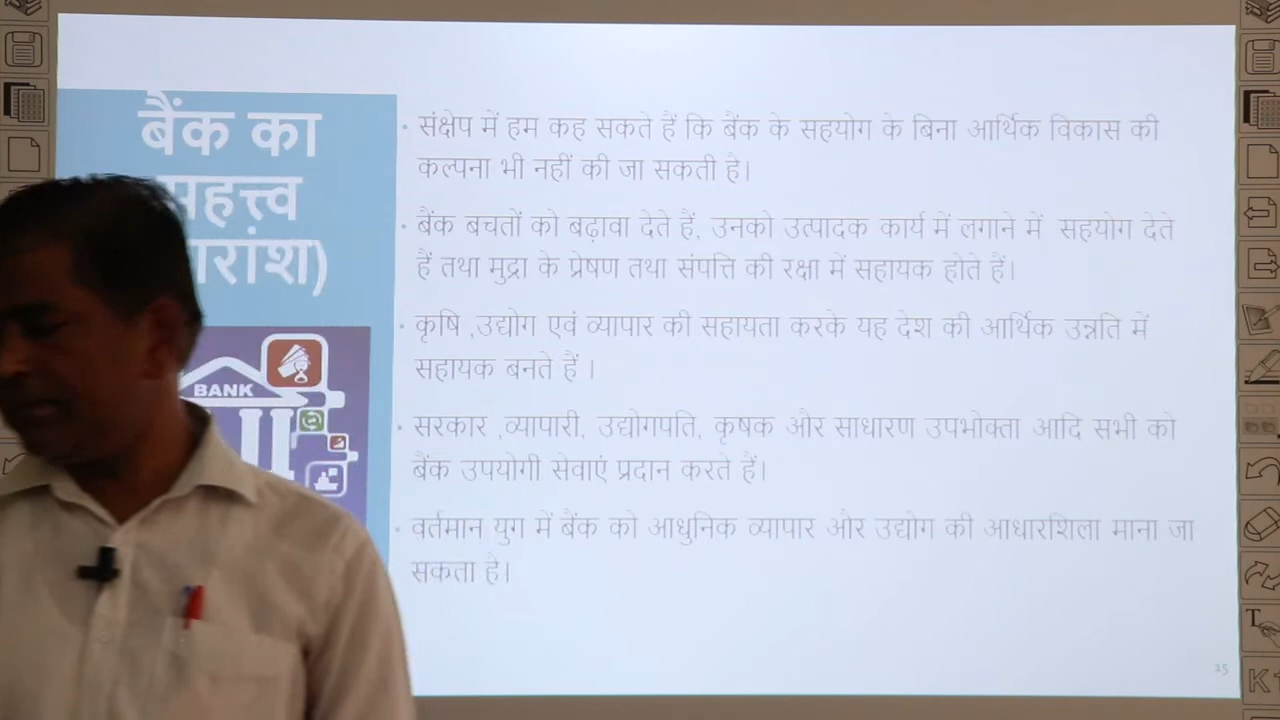 बैंक का
महत्त्व
सारांश)
संक्षेप में हम कह सकते हैं कि बैंक के सहयोग के बिना आर्थिक विकास की
कल्पना भी नहीं की जा सकती है।
बैंक बचतों को बढ़ावा देते हैं, उनको उत्पादक कार्य में लगाने में सहयोग देते
हैं तथा मुद्रा के प्रेषण तथा संपत्ति की रक्षा में सहायक होते हैं।
कृषि ,उद्योग एवं व्यापार की सहायता करके यह देश की आर्थिक उन्नति में
सहायक बनते हैं ।
सरकार ,व्यापारी, उद्योगपति, कृषक और साधारण उपभोक्ता आदि सभी को
बैंक उपयोगी सेवाएं प्रदान करते हैं।
वर्तमान युग में बैंक को आधुनिक व्यापार और उद्योग की आधारशिला माना जा
सकता है।
BANK
15
T
K